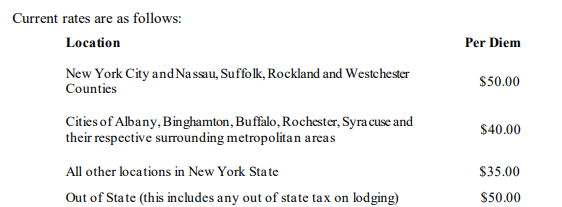 Current rates are as follows:
Location Per Diem
New York City and Nassau, Suffolk, Rockland and Westchester
Counties $50.00
Cities of Albany, Binghamton, Buffalo, Rochester, Syracuse and
their respective surrounding metropolitan areas $40.00
All other locations in New York State $35.00
Out of State (this includes any out of state tax on lodging) $50.00